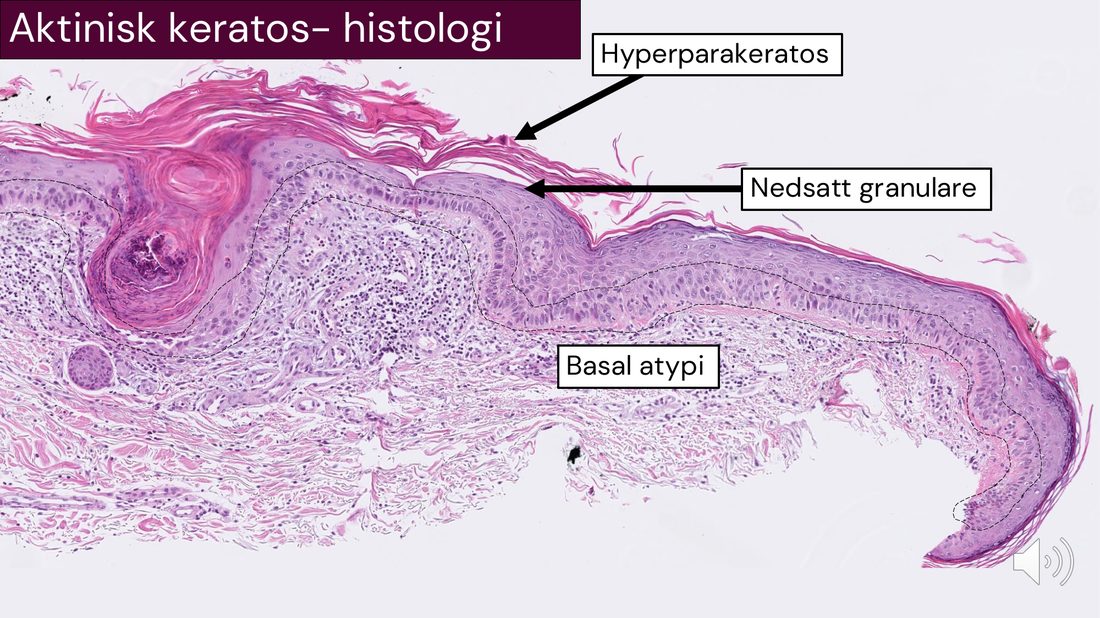 Aktinisk keratos- histologi
Hyperparakeratos
Nedsatt granulare
Basal atypi